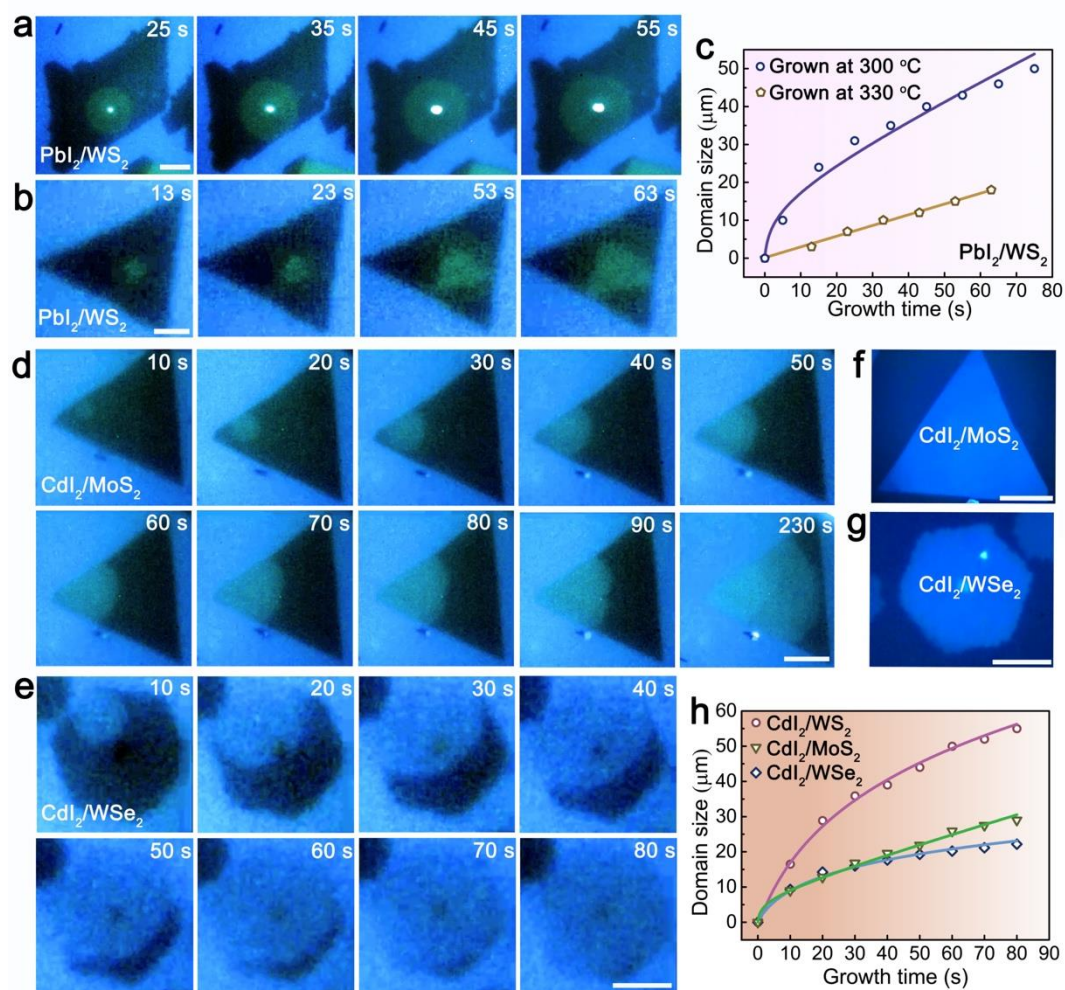 a
25 s
35 s
45 s
55 s
PbI₂/WS₂
b
13 s
23 s
53 s
63 s
PbI₂/WS₂
c
Grown at 300 °C
Grown at 330 °C
Domain size (μm)
50
40
30
20
10
0
PbI₂/WS₂
0 10 20 30 40 50 60 70 80
Growth time (s)
d
10 s
20 s
30 s
40 s
50 s
CdI₂/MoS₂
60 s
70 s
80 s
90 s
230 s
e
10 s
20 s
30 s
40 s
CdI₂/WSe₂
50 s
60 s
70 s
80 s
f
CdI₂/MoS₂
g
CdI₂/WSe₂
h
CdI₂/WS₂
CdI₂/MoS₂
CdI₂/WSe₂
Domain size (μm)
60
50
40
30
20
10
0
0 10 20 30 40 50 60 70 80 90
Growth time (s)